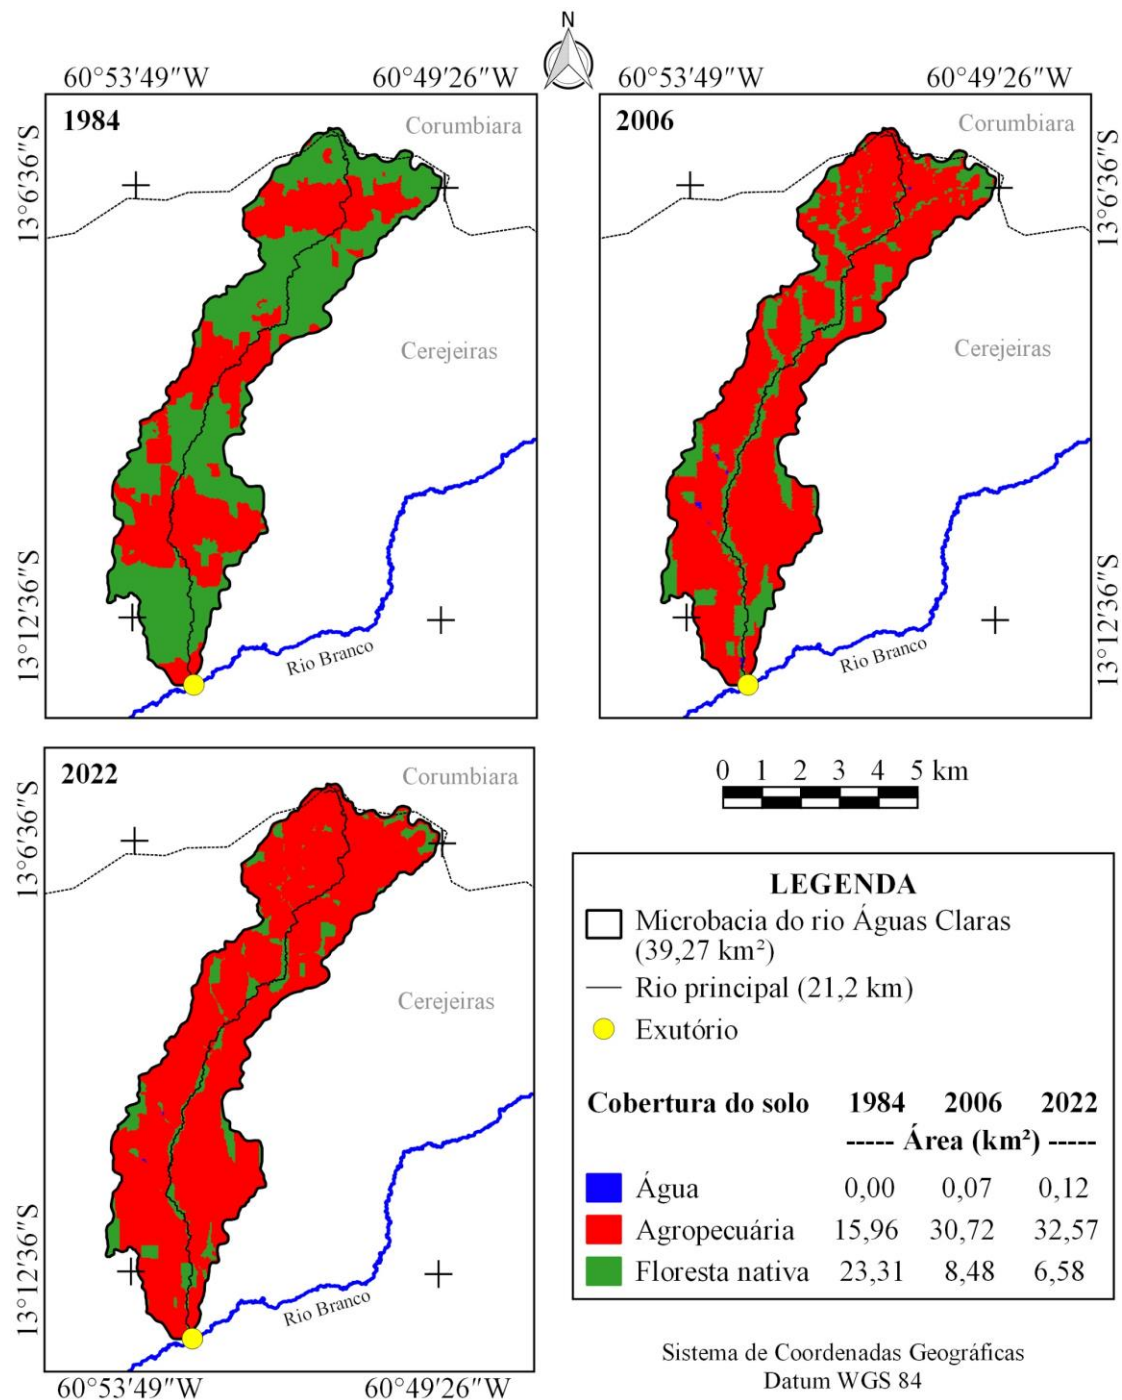 N
60°53'49"W 60°49'26"W 60°53'49"W 60°49'26"W
1984
Corumbiara
2006
Corumbiara
13°6'36"S
13°6'36"S
Cerejeiras
Cerejeiras
13°12'36"S
13°12'36"S
Rio Branco
Rio Branco
2022
Corumbiara
0 1 2 3 4 5 km
13°6'36"S
LEGENDA
Microbacia do rio Águas Claras
(39,27 km²)
Rio principal (21,2 km)
Exutório
Cerejeiras
Cobertura do solo 1984 2006 2022
----- Área (km²) -----
Água 0,00 0,07 0,12
Agropecuária 15,96 30,72 32,57
Floresta nativa 23,31 8,48 6,58
13°12'36"S
Rio Branco
60°53'49"W 60°49'26"W
Sistema de Coordenadas Geográficas
Datum WGS 84